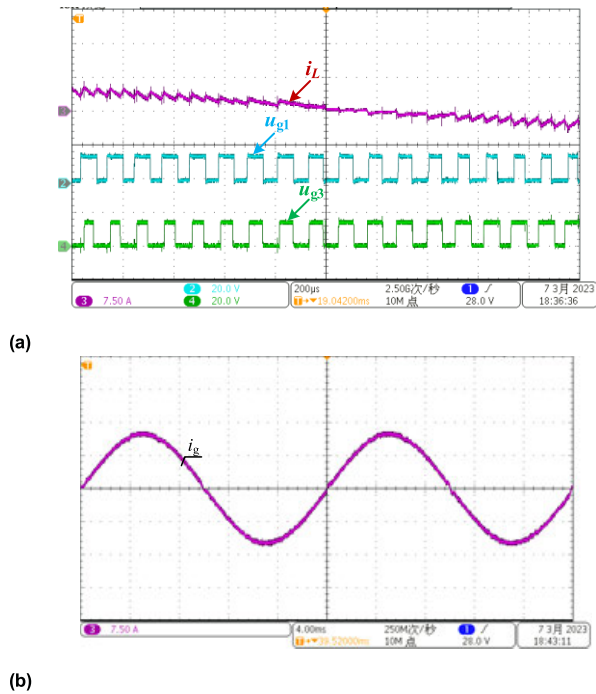 T
i_L
3
u_g1
2
u_g3
4
2 20.0 V 200μs 2.50G次/秒 1 / 7 3月 2023
3 7.50 A 4 20.0 V T→▼19.04200ms 10M 点 28.0 V 18:36:36
(a)
T
i_g
3 7.50 A 4.00ms 250M次/秒 1 / 7 3月 2023
T→▼39.52000ms 10M 点 28.0 V 18:43:11
(b)